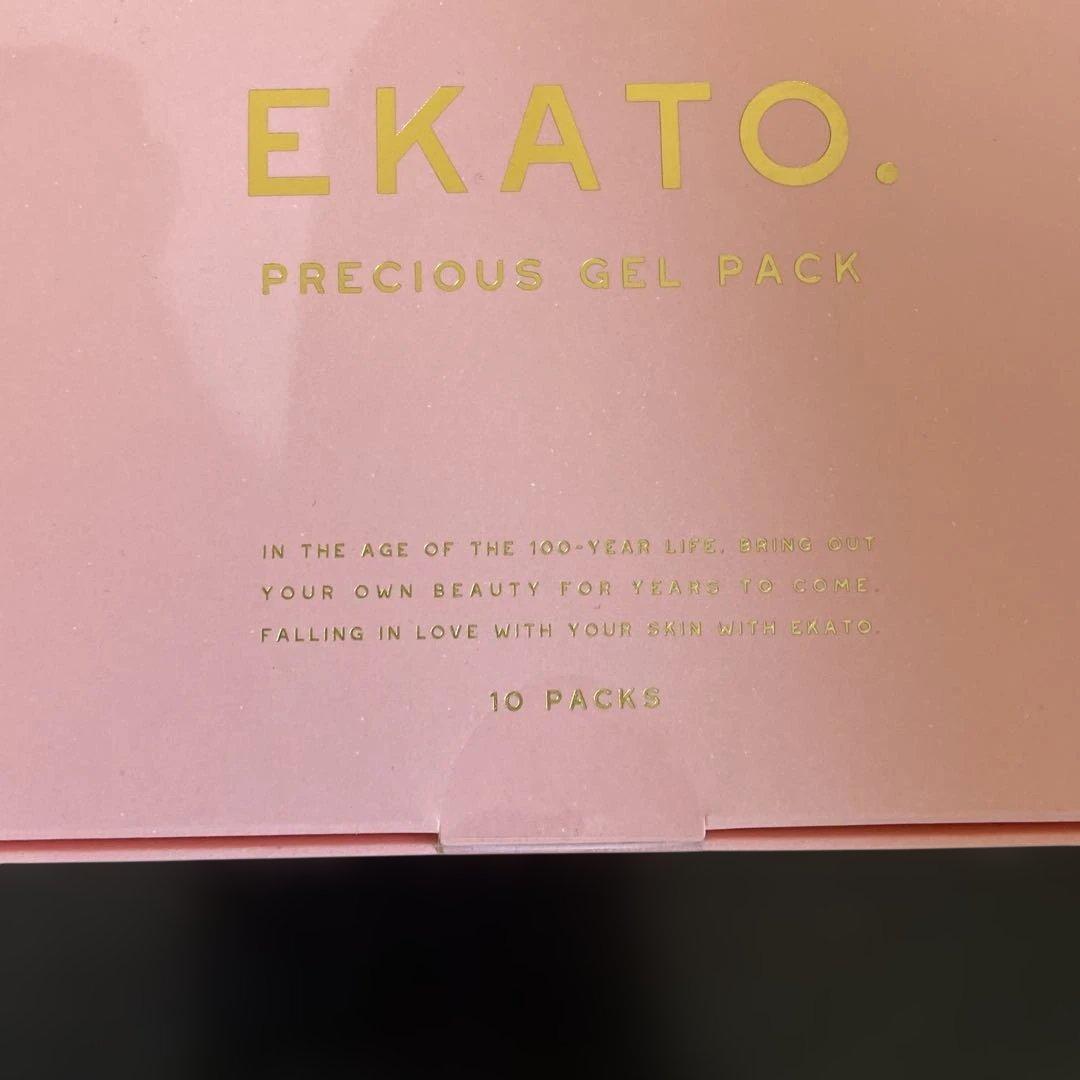 EKATO.
PRECIOUS GEL PACK
IN THE AGE OF THE 100-YEAR LIFE, BRING OUT
YOUR OWN BEAUTY FOR YEARS TO COME.
FALLING IN LOVE WITH YOUR SKIN WITH EKATO.
10 PACKS